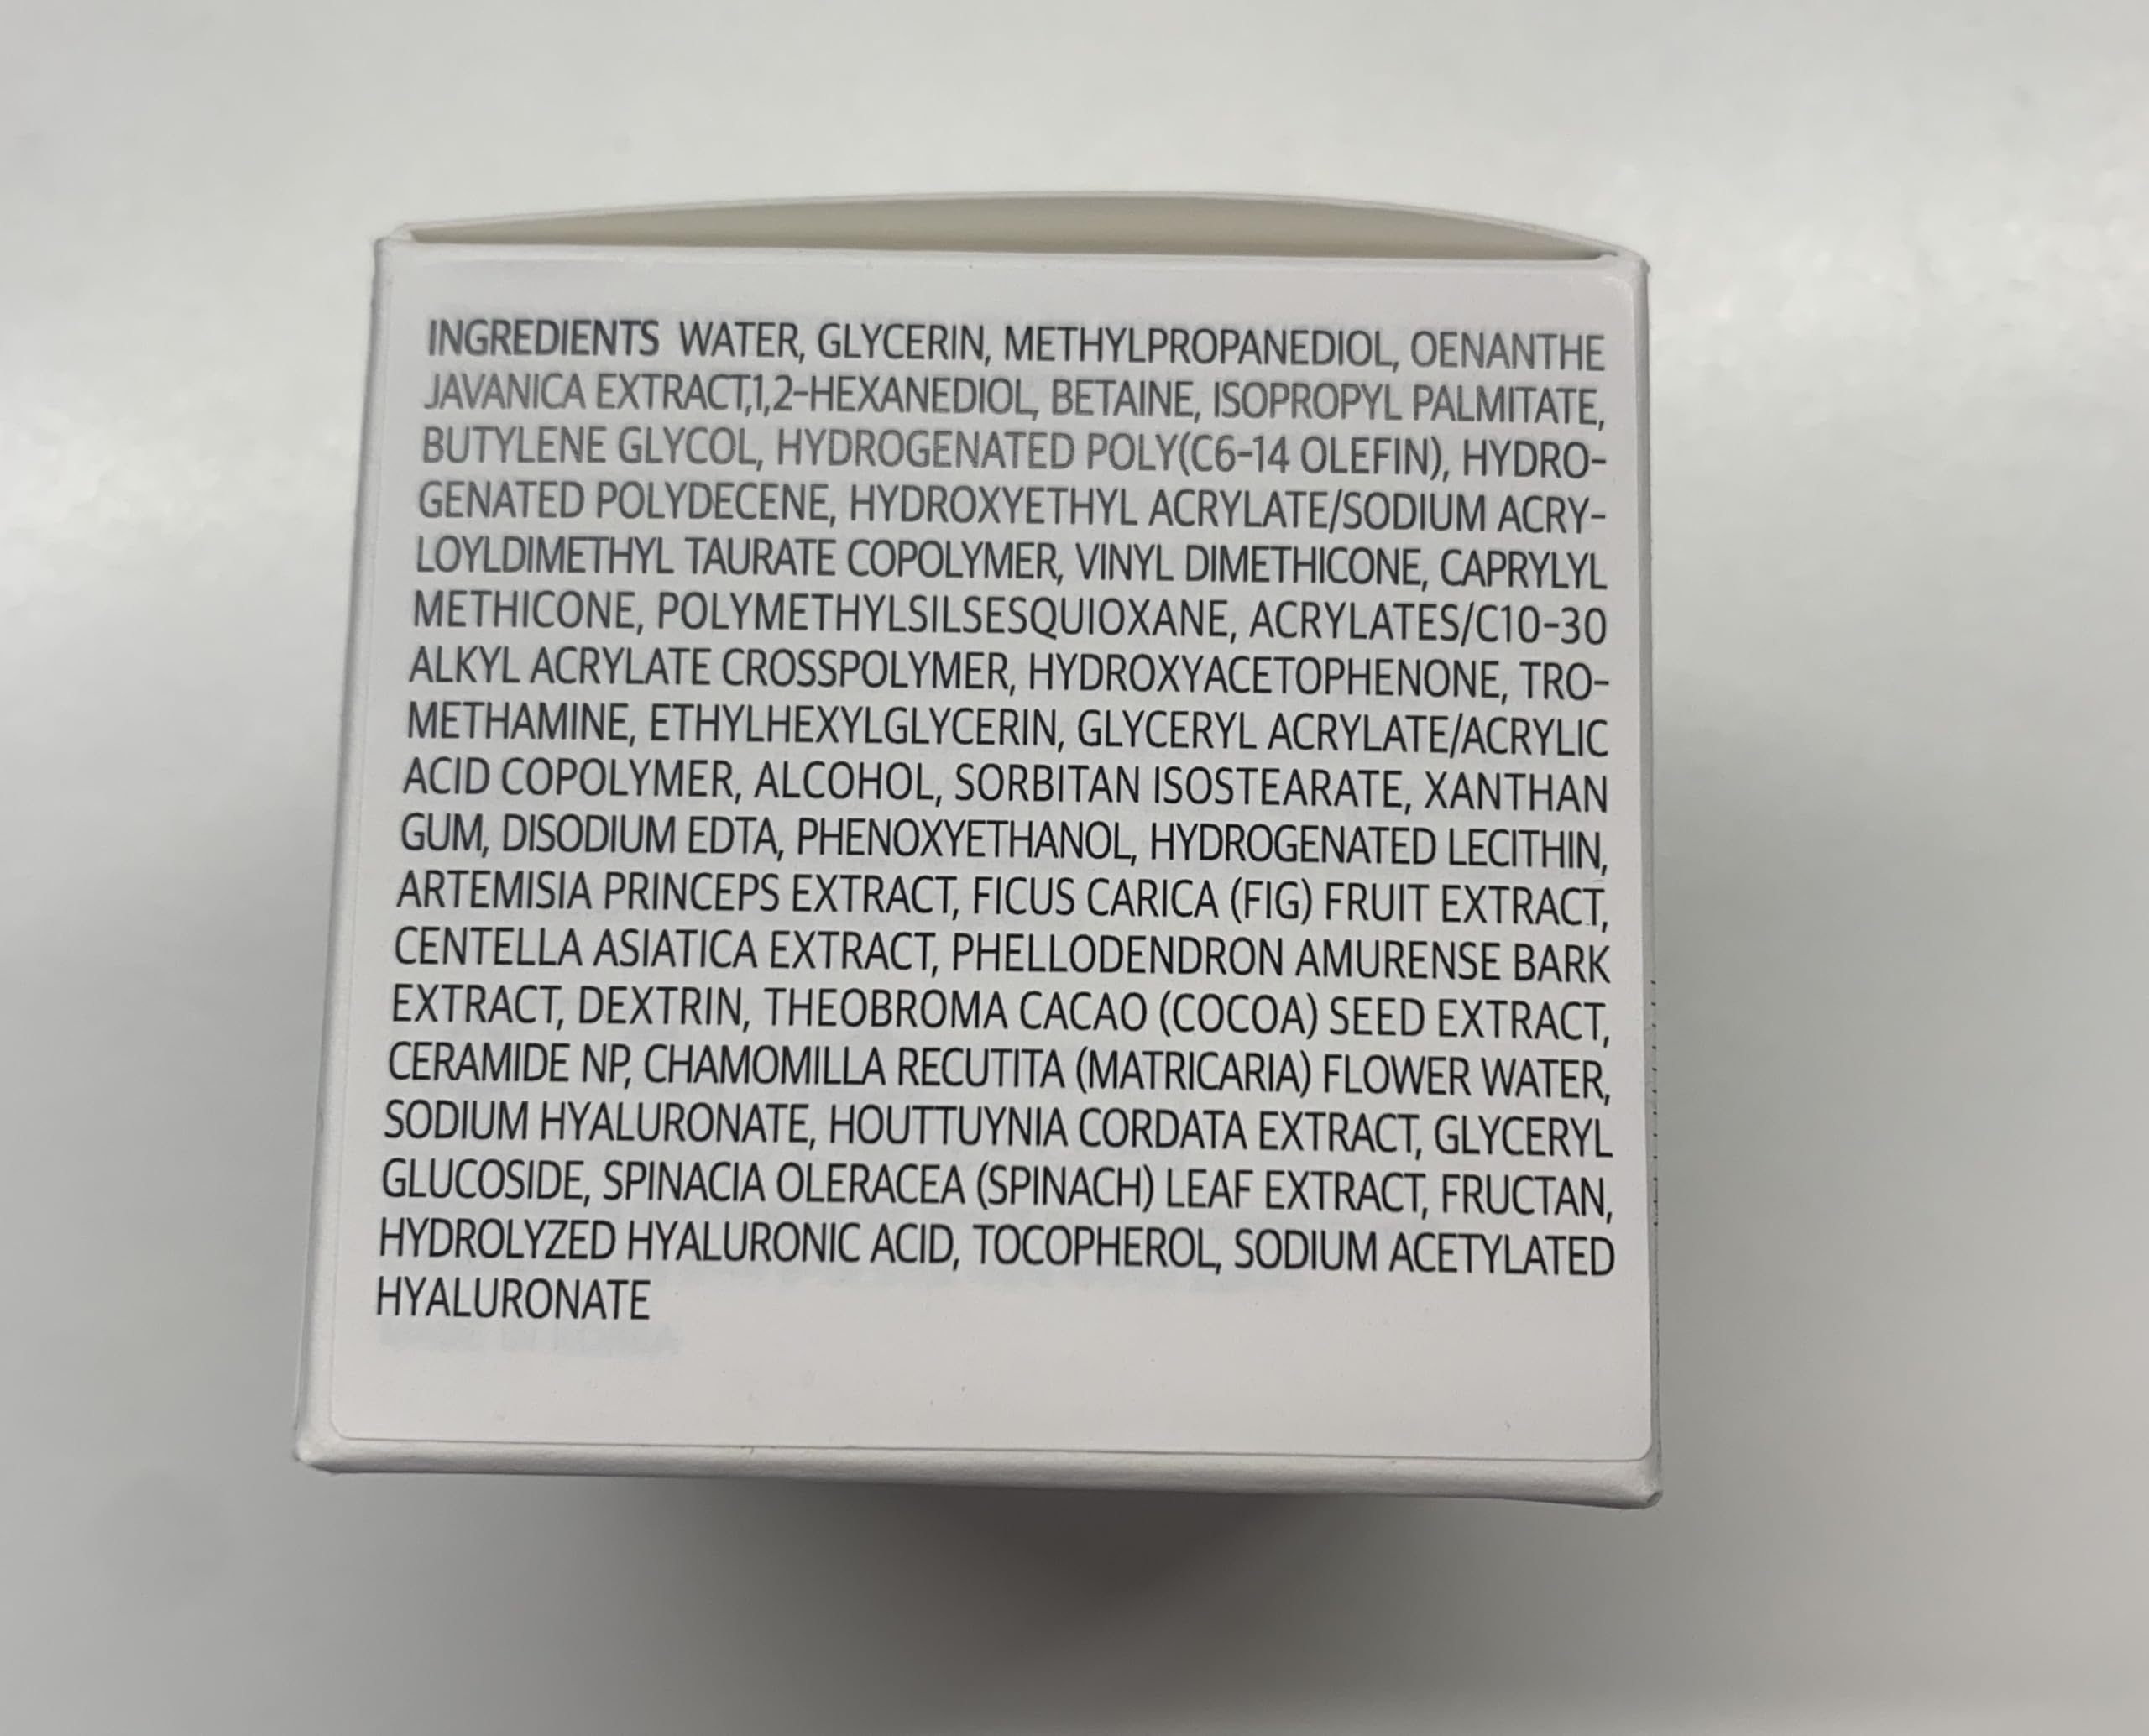 INGREDIENTS WATER, GLYCERIN, METHYLPROPANEDIOL, OENANTHE
JAVANICA EXTRACT,1,2-HEXANEDIOL, BETAINE, ISOPROPYL PALMITATE,
BUTYLENE GLYCOL, HYDROGENATED POLY(C6-14 OLEFIN), HYDRO-
GENATED POLYDECENE, HYDROXYETHYL ACRYLATE/SODIUM ACRY-
LOYLDIMETHYL TAURATE COPOLYMER, VINYL DIMETHICONE, CAPRYLYL
METHICONE, POLYMETHYLSILSESQUIOXANE, ACRYLATES/C10-30
ALKYL ACRYLATE CROSSPOLYMER, HYDROXYACETOPHENONE, TRO-
METHAMINE, ETHYLHEXYLGLYCERIN, GLYCERYL ACRYLATE/ACRYLIC
ACID COPOLYMER, ALCOHOL, SORBITAN ISOSTEARATE, XANTHAN
GUM, DISODIUM EDTA, PHENOXYETHANOL, HYDROGENATED LECITHIN,
ARTEMISIA PRINCEPS EXTRACT, FICUS CARICA (FIG) FRUIT EXTRACT,
CENTELLA ASIATICA EXTRACT, PHELLODENDRON AMURENSE BARK
EXTRACT, DEXTRIN, THEOBROMA CACAO (COCOA) SEED EXTRACT,
CERAMIDE NP, CHAMOMILLA RECUTITA (MATRICARIA) FLOWER WATER,
SODIUM HYALURONATE, HOUTTUYNIA CORDATA EXTRACT, GLYCERYL
GLUCOSIDE, SPINACIA OLERACEA (SPINACH) LEAF EXTRACT, FRUCTAN,
HYDROLYZED HYALURONIC ACID, TOCOPHEROL, SODIUM ACETYLATED
HYALURONATE